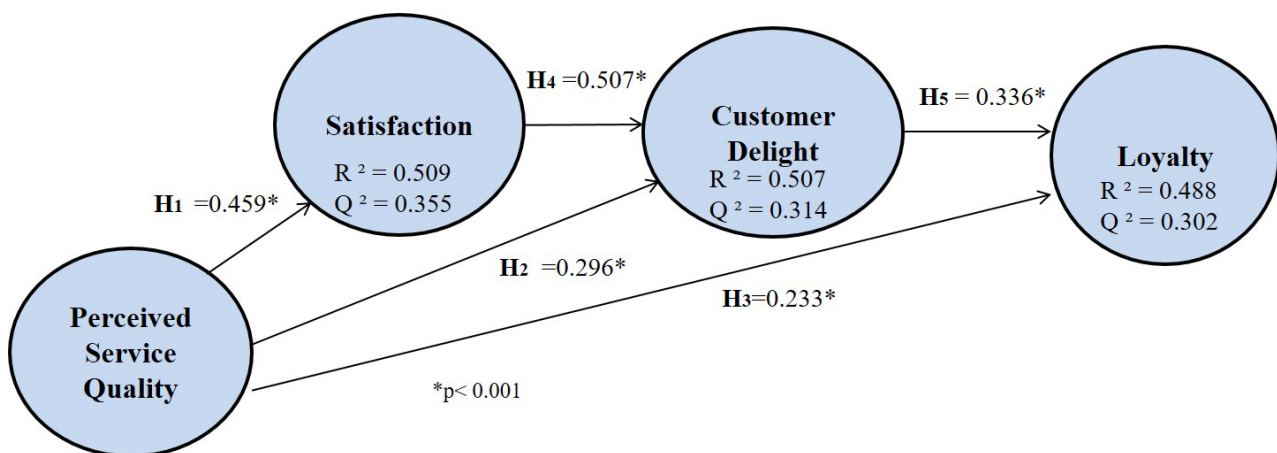 H4 =0.507*
H5 = 0.336*
Satisfaction
R ² = 0.509
Q ² = 0.355
Customer
Delight
R ² = 0.507
Q ² = 0.314
Loyalty
R ² = 0.488
Q ² = 0.302
H1 =0.459*
H2 =0.296*
H3=0.233*
Perceived
Service
Quality
*p< 0.001